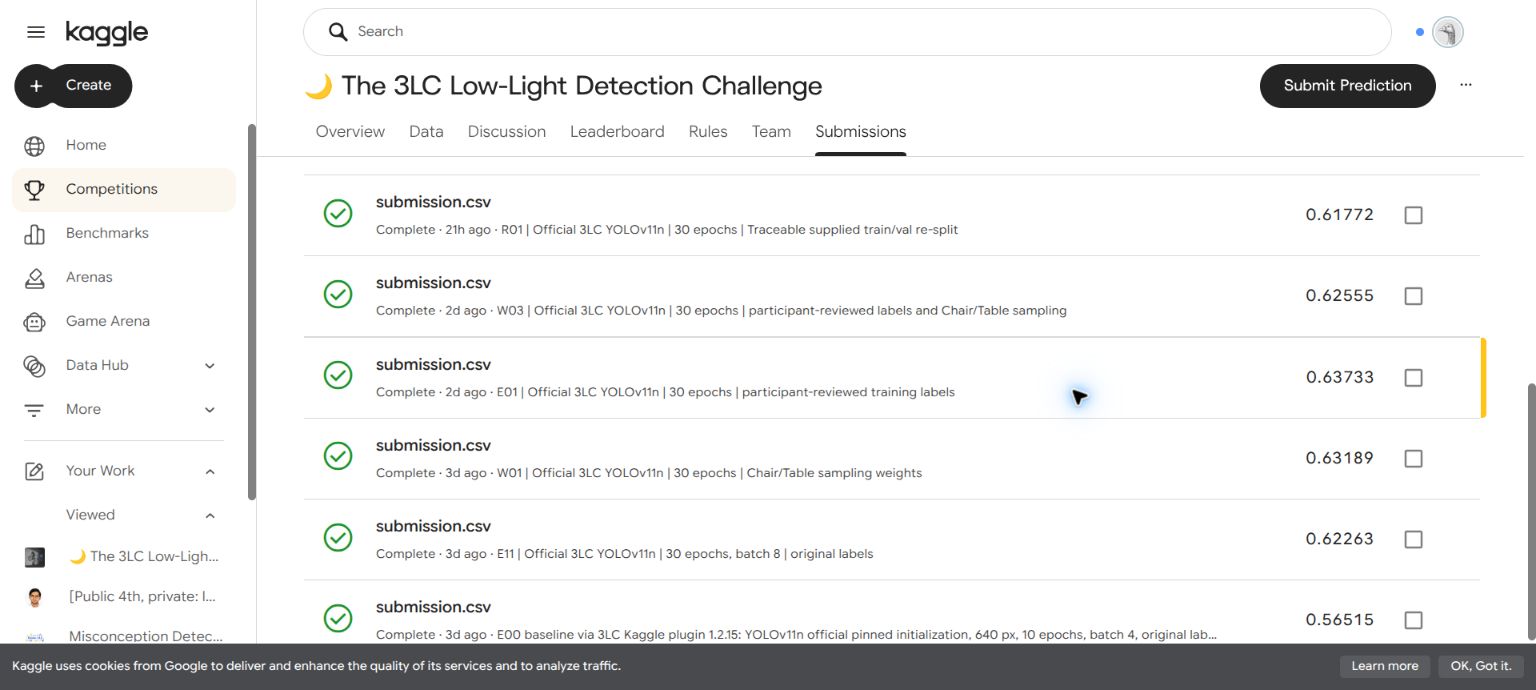 kaggle
Search
Create
🌙 The 3LC Low-Light Detection Challenge
Submit Prediction
Overview Data Discussion Leaderboard Rules Team Submissions
Home
Competitions
Benchmarks
Arenas
Game Arena
Data Hub
More
Your Work
Viewed
🌙 The 3LC Low-Ligh...
[Public 4th, private: l...
Misconception Detec...
submission.csv
Complete · 21h ago · R01 | Official 3LC YOLOv11n | 30 epochs | Traceable supplied train/val re-split
0.61772
submission.csv
Complete · 2d ago · W03 | Official 3LC YOLOv11n | 30 epochs | participant-reviewed labels and Chair/Table sampling
0.62555
submission.csv
Complete · 2d ago · E01 | Official 3LC YOLOv11n | 30 epochs | participant-reviewed training labels
0.63733
submission.csv
Complete · 3d ago · W01 | Official 3LC YOLOv11n | 30 epochs | Chair/Table sampling weights
0.63189
submission.csv
Complete · 3d ago · E11 | Official 3LC YOLOv11n | 30 epochs, batch 8 | original labels
0.62263
submission.csv
Complete · 3d ago · E00 baseline via 3LC Kaggle plugin 1.2.15: YOLOv11n official pinned initialization, 640 px, 10 epochs, batch 4, original lab...
0.56515
Kaggle uses cookies from Google to deliver and enhance the quality of its services and to analyze traffic.
Learn more
OK, Got it.